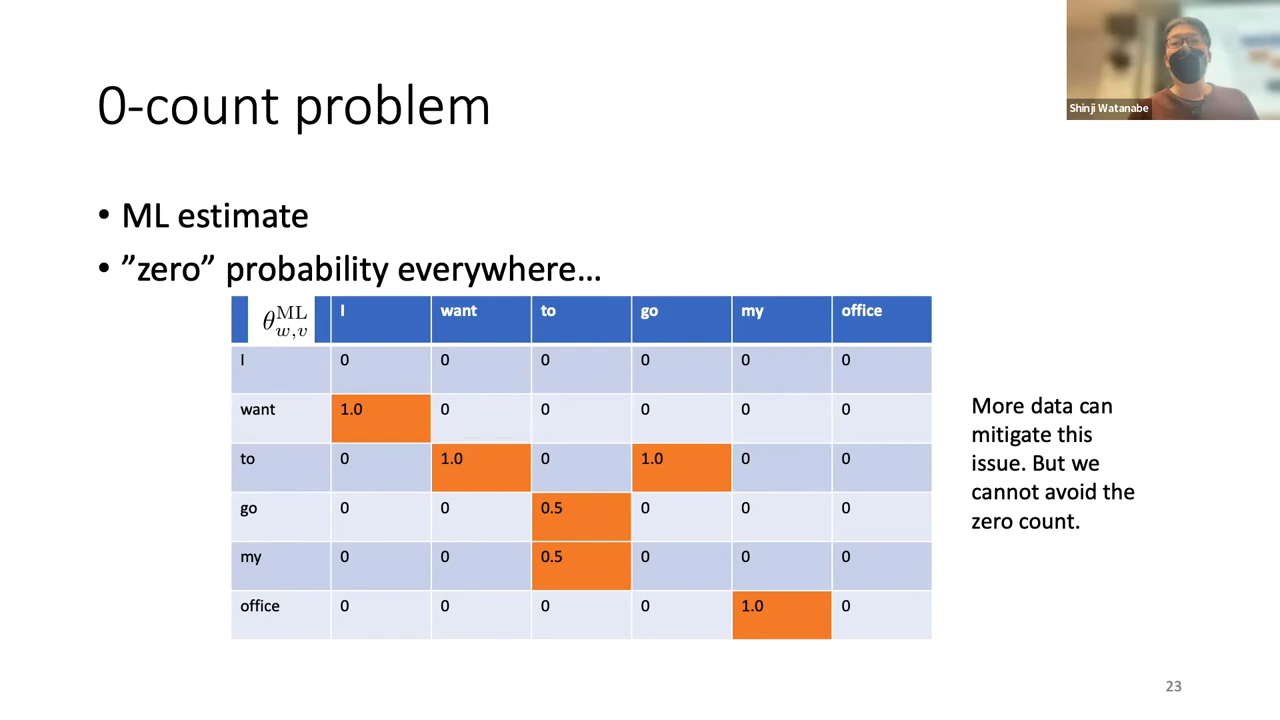 Shinji Watanabe
0-count problem
• ML estimate
• ”zero” probability everywhere…
θ^ML_w,v I want to go my office
I 0 0 0 0 0 0
want 1.0 0 0 0 0 0
to 0 1.0 0 1.0 0 0
go 0 0 0.5 0 0 0
my 0 0 0.5 0 0 0
office 0 0 0 0 1.0 0
More data can
mitigate this
issue. But we
cannot avoid the
zero count.
23